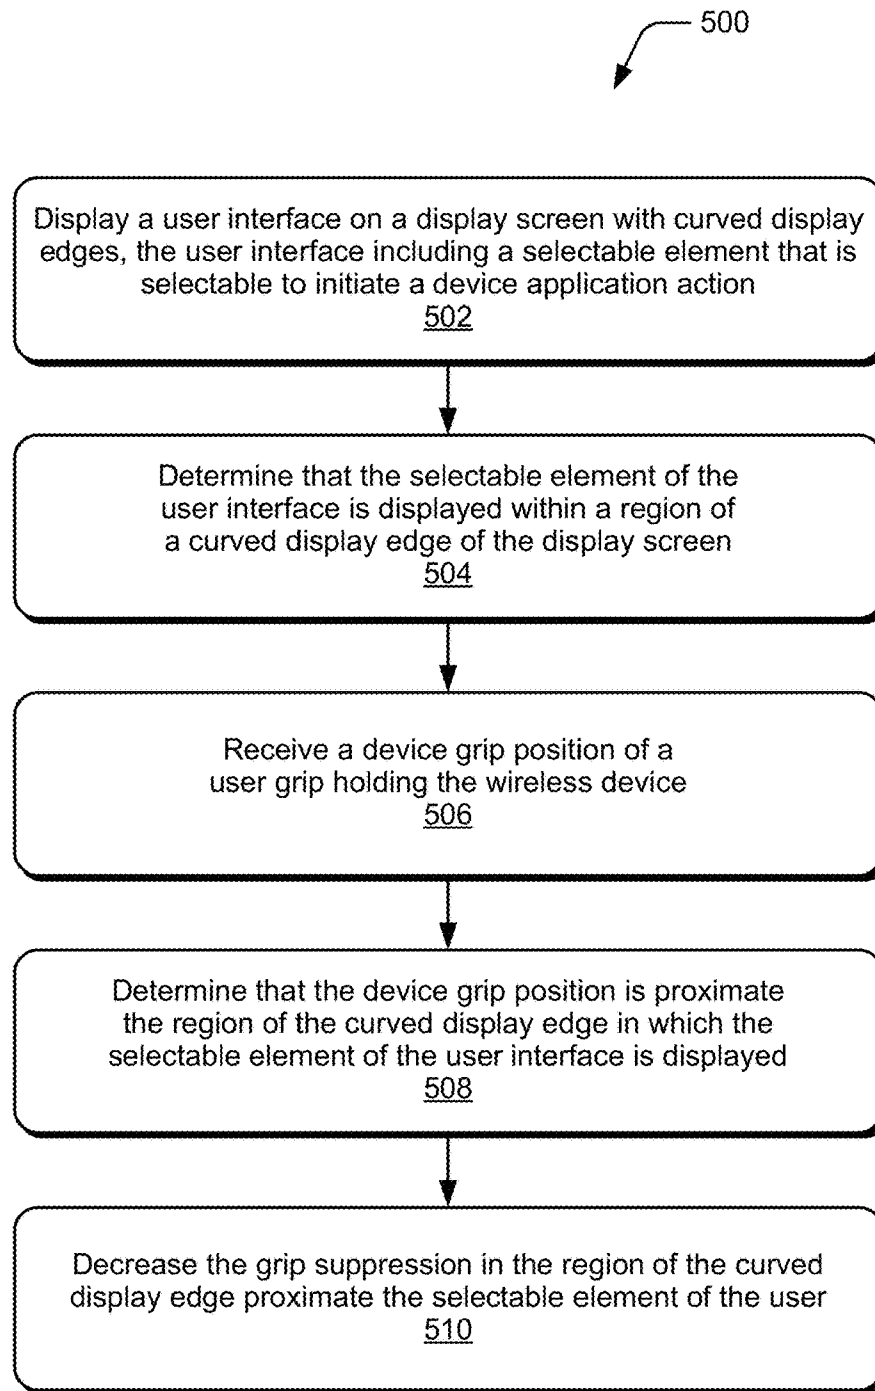 500
Display a user interface on a display screen with curved display
edges, the user interface including a selectable element that is
selectable to initiate a device application action
502
Determine that the selectable element of the
user interface is displayed within a region of
a curved display edge of the display screen
504
Receive a device grip position of a
user grip holding the wireless device
506
Determine that the device grip position is proximate
the region of the curved display edge in which the
selectable element of the user interface is displayed
508
Decrease the grip suppression in the region of the curved
display edge proximate the selectable element of the user
510